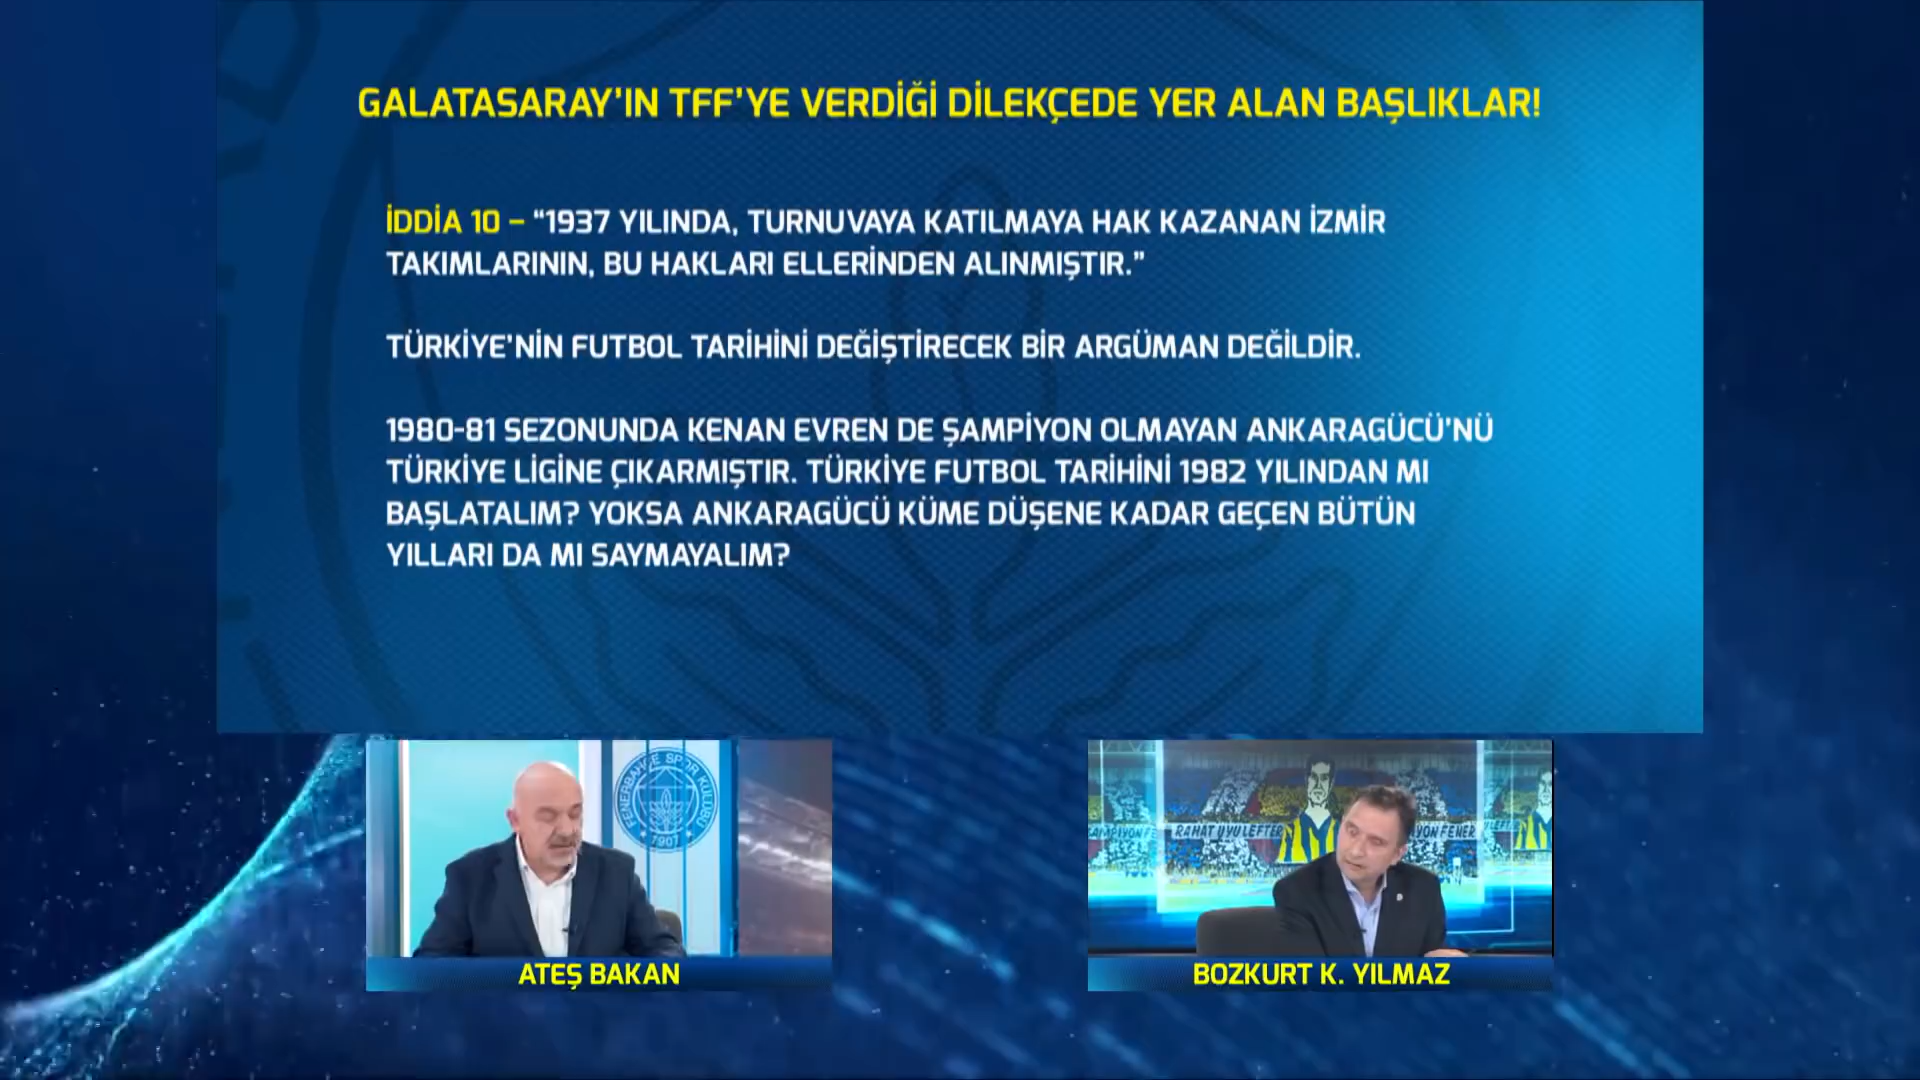 GALATASARAY'IN TFF'YE VERDİĞİ DİLEKÇEDE YER ALAN BAŞLIKLAR!
İDDİA 10 – “1937 YILINDA, TURNUVAYA KATILMAYA HAK KAZANAN İZMİR
TAKIMLARININ, BU HAKLARI ELLERİNDEN ALINMIŞTIR.”
TÜRKİYE'NİN FUTBOL TARİHİNİ DEĞİŞTİRECEK BİR ARGÜMAN DEĞİLDİR.
1980-81 SEZONUNDA KENAN EVREN DE ŞAMPİYON OLMAYAN ANKARAGÜCÜ'NÜ
TÜRKİYE LİGİNE ÇIKARMIŞTIR. TÜRKİYE FUTBOL TARİHİNİ 1982 YILINDAN MI
BAŞLATALIM? YOKSA ANKARAGÜCÜ KÜME DÜŞENE KADAR GEÇEN BÜTÜN
YILLARI DA MI SAYMAYALIM?
FENERBAHÇE SPOR KULÜBÜ
1907
RAHAT UYU LEFTER
ATEŞ BAKAN
BOZKURT K. YILMAZ